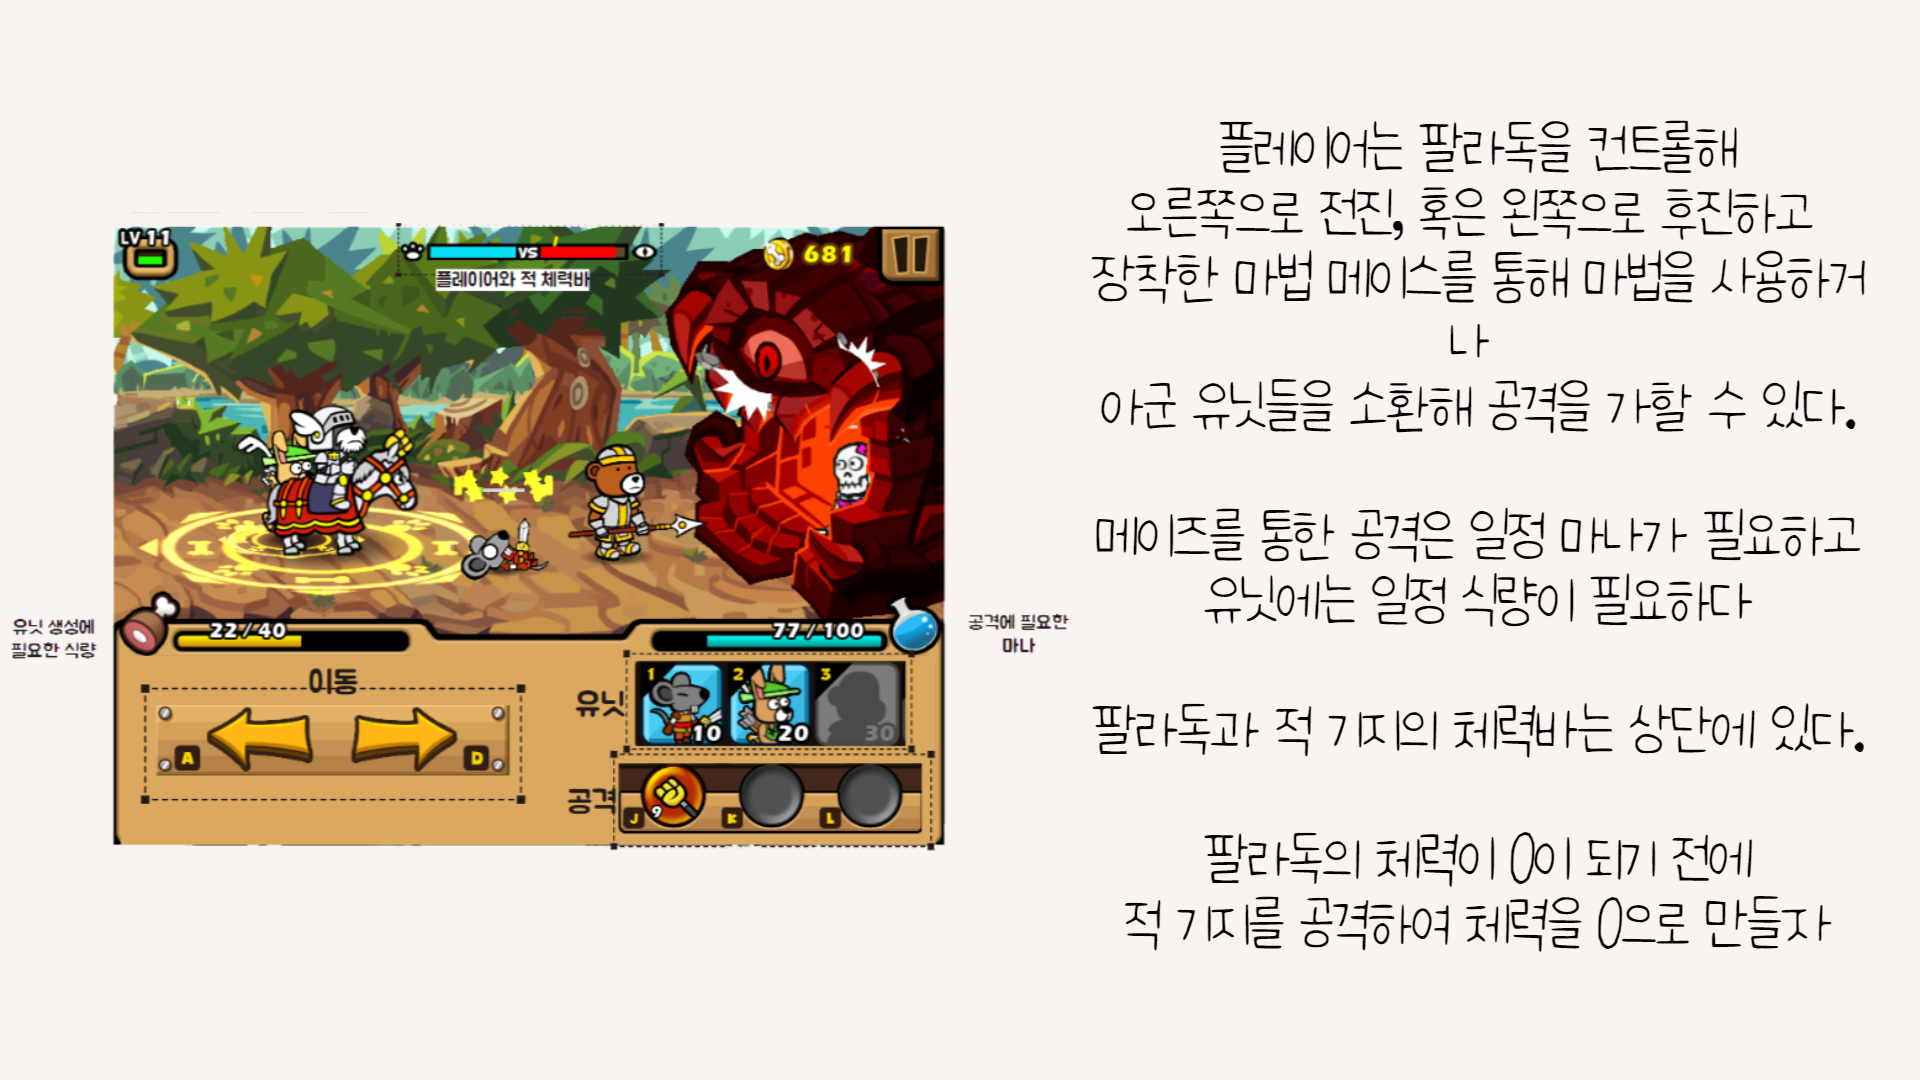 LV 11
VS
681
플레이어와 적 체력바
유닛 생성에
필요한 식량
22/40
77/100
공격에 필요한
마나
이동
A
D
유닛
1
2
3
10
20
30
공격
J
9
K
L
플레이어는 팔라독을 컨트롤해
오른쪽으로 전진, 혹은 왼쪽으로 후진하고
장착한 마법 메이스를 통해 마법을 사용하거
나
아군 유닛들을 소환해 공격을 가할 수 있다.
메이즈를 통한 공격은 일정 마나가 필요하고
유닛에는 일정 식량이 필요하다
팔라독과 적 기지의 체력바는 상단에 있다.
팔라독의 체력이 0이 되기 전에
적 기지를 공격하여 체력을 0으로 만들자